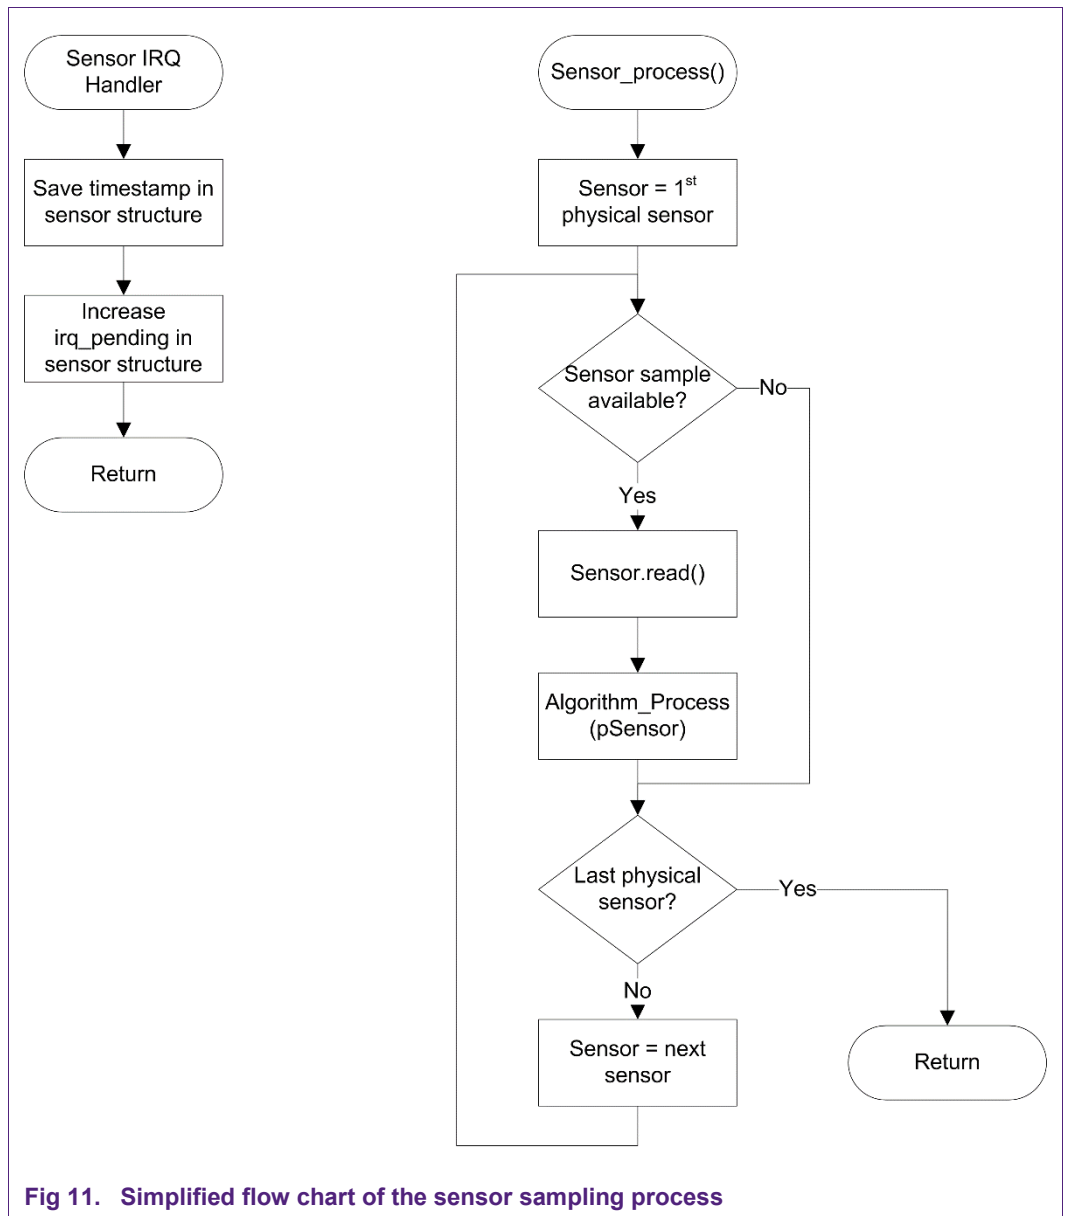 Sensor IRQ
Handler
Save timestamp in
sensor structure
Increase
irq_pending in
sensor structure
Return
Sensor_process()
Sensor = 1st
physical sensor
Sensor sample
available?
No
Yes
Sensor.read()
Algorithm_Process
(pSensor)
Last physical
sensor?
Yes
No
Sensor = next
sensor
Return
Fig 11. Simplified flow chart of the sensor sampling process